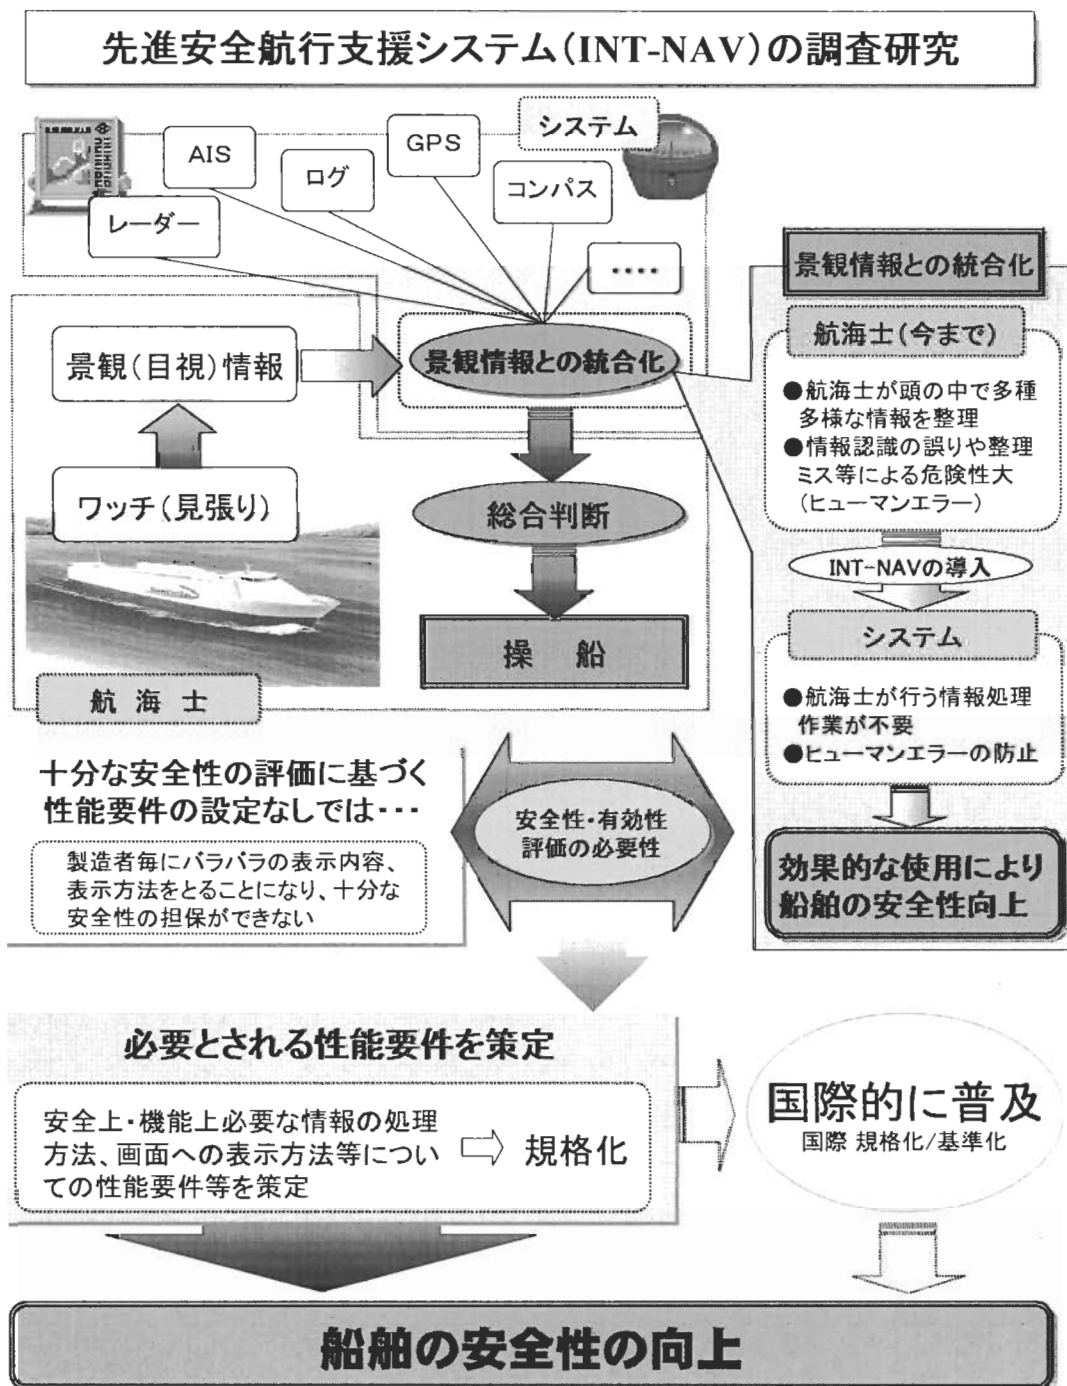 先進安全航行支援システム(INT-NAV)の調査研究
システム
AIS
GPS
ログ
コンパス
レーダー
････
景観(目視)情報
景観情報との統合化
ワッチ(見張り)
総合判断
操 船
航 海 士
景観情報との統合化
航海士(今まで)
●航海士が頭の中で多種
多様な情報を整理
●情報認識の誤りや整理
ミス等による危険性大
(ヒューマンエラー)
INT-NAVの導入
システム
●航海士が行う情報処理
作業が不要
●ヒューマンエラーの防止
効果的な使用により
船舶の安全性向上
十分な安全性の評価に基づく
性能要件の設定なしでは･･･
製造者毎にバラバラの表示内容、
表示方法をとることになり、十分な
安全性の担保ができない
安全性・有効性
評価の必要性
必要とされる性能要件を策定
安全上・機能上必要な情報の処理
方法、画面への表示方法等につい
ての性能要件等を策定
規格化
国際的に普及
国際 規格化/基準化
船舶の安全性の向上